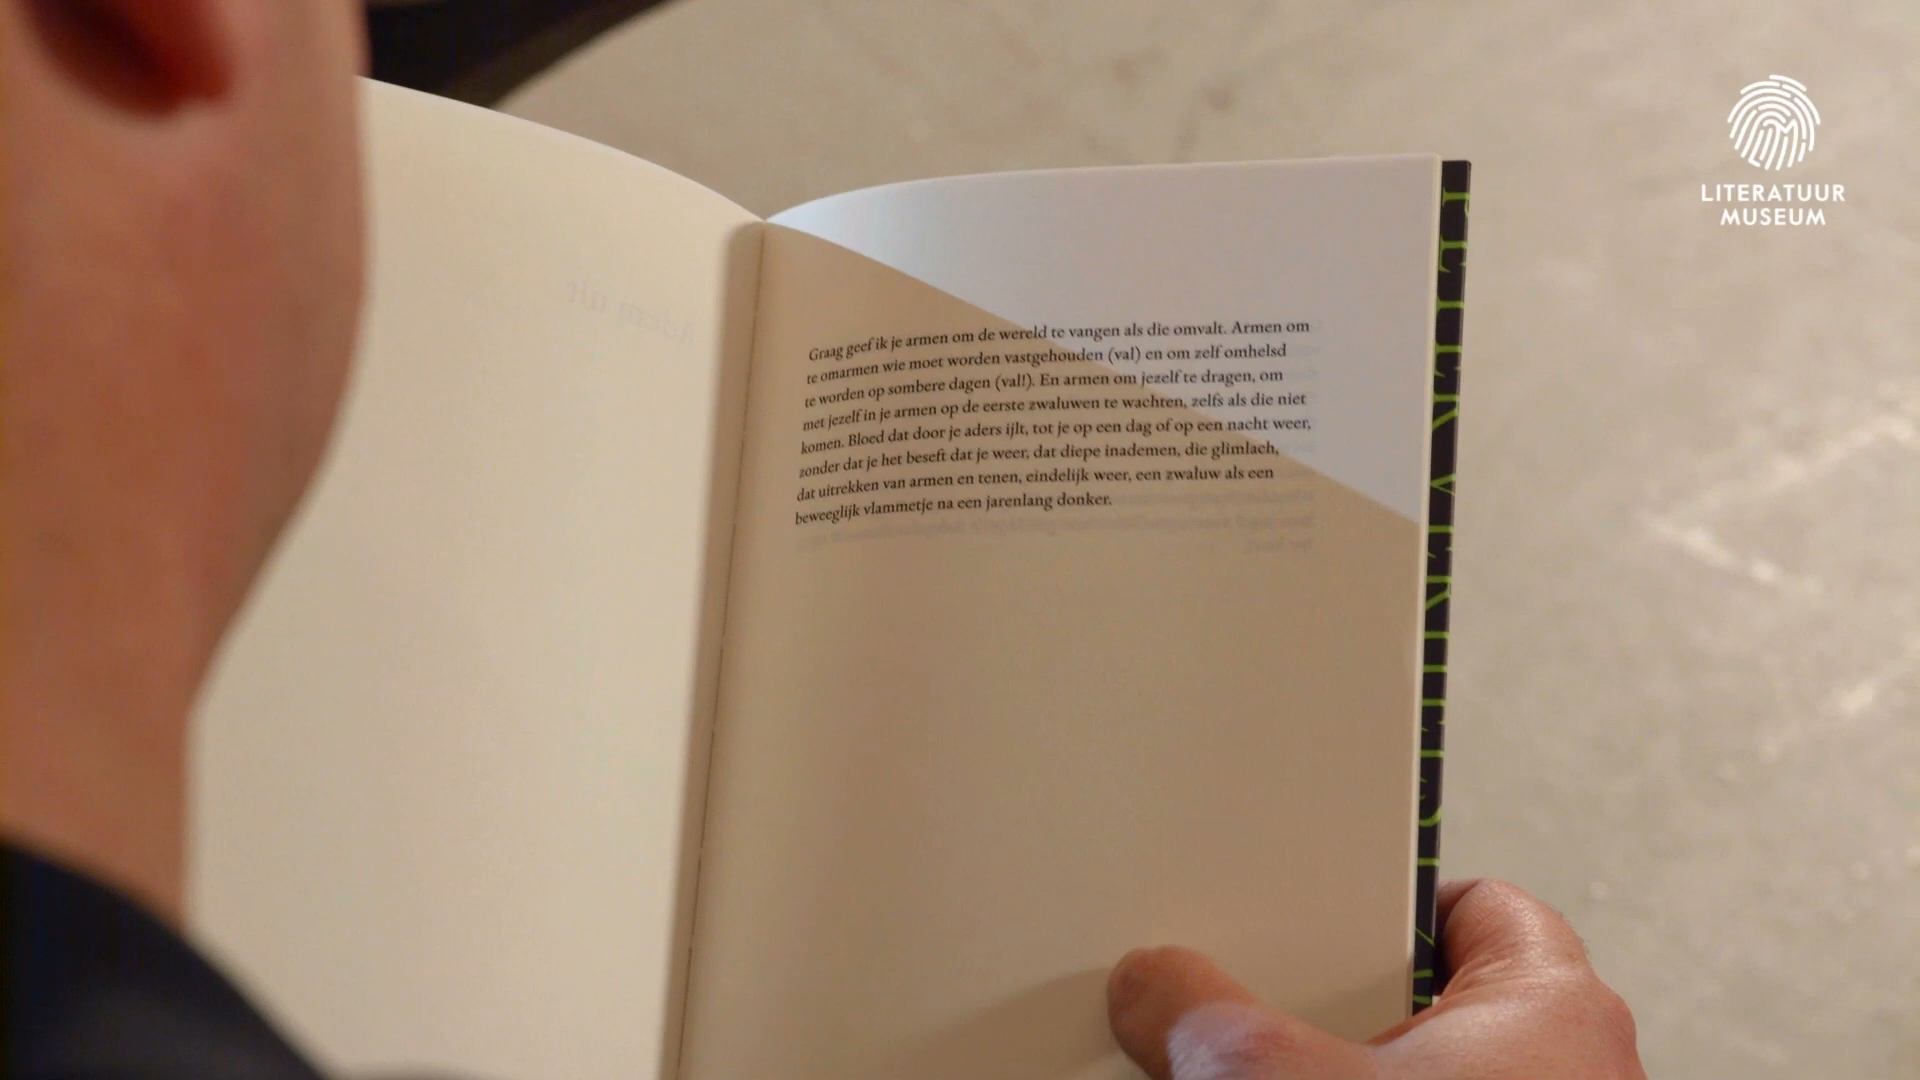 Graag geef ik je armen om de wereld te vangen als die omvalt. Armen om
te omarmen wie moet worden vastgehouden (val) en om zelf omhelsd
te worden op sombere dagen (val!). En armen om jezelf te dragen, om
met jezelf in je armen op de eerste zwaluwen te wachten, zelfs als die niet
komen. Bloed dat door je aders ijlt, tot je op een dag of op een nacht weer,
zonder dat je het beseft dat je weer, dat diepe inademen, die glimlach,
dat uitrekken van armen en tenen, eindelijk weer, een zwaluw als een
beweeglijk vlammetje na een jarenlang donker.
LITERATUUR
MUSEUM